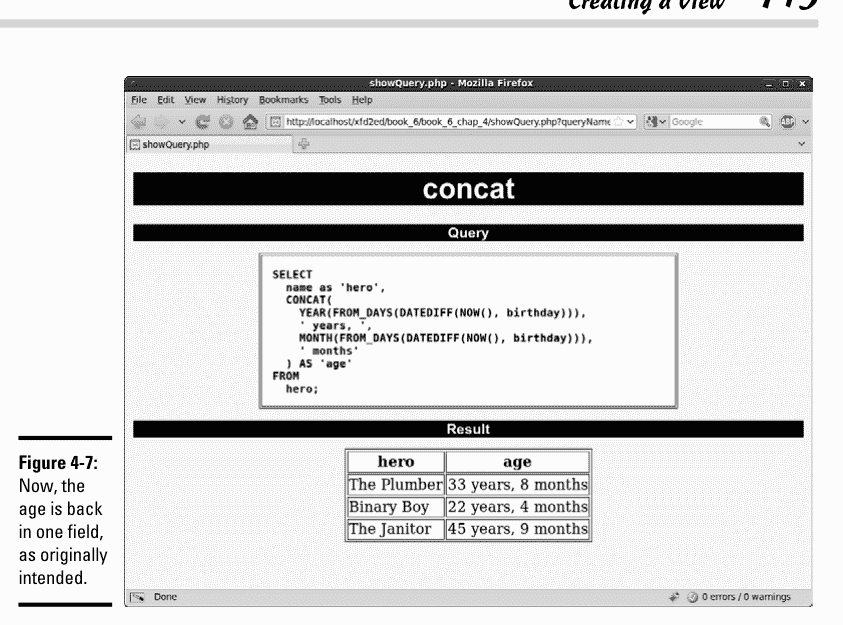 Creating a View
showQuery.php - Mozilla Firefox
File Edit View History Bookmarks Tools Help
http://localhost/xfd2ed/book_6/book_6_chap_4/showQuery.php?queryName
Google
ABP
showQuery.php
concat
Query
SELECT
name as 'hero',
CONCAT(
YEAR(FROM_DAYS(DATEDIFF(NOW(), birthday))),
' years, ',
MONTH(FROM_DAYS(DATEDIFF(NOW(), birthday))),
' months'
) AS 'age'
FROM
hero;
Result
hero age
The Plumber 33 years, 8 months
Binary Boy 22 years, 4 months
The Janitor 45 years, 9 months
Figure 4-7:
Now, the
age is back
in one field,
as originally
intended.
Done
0 errors / 0 warnings